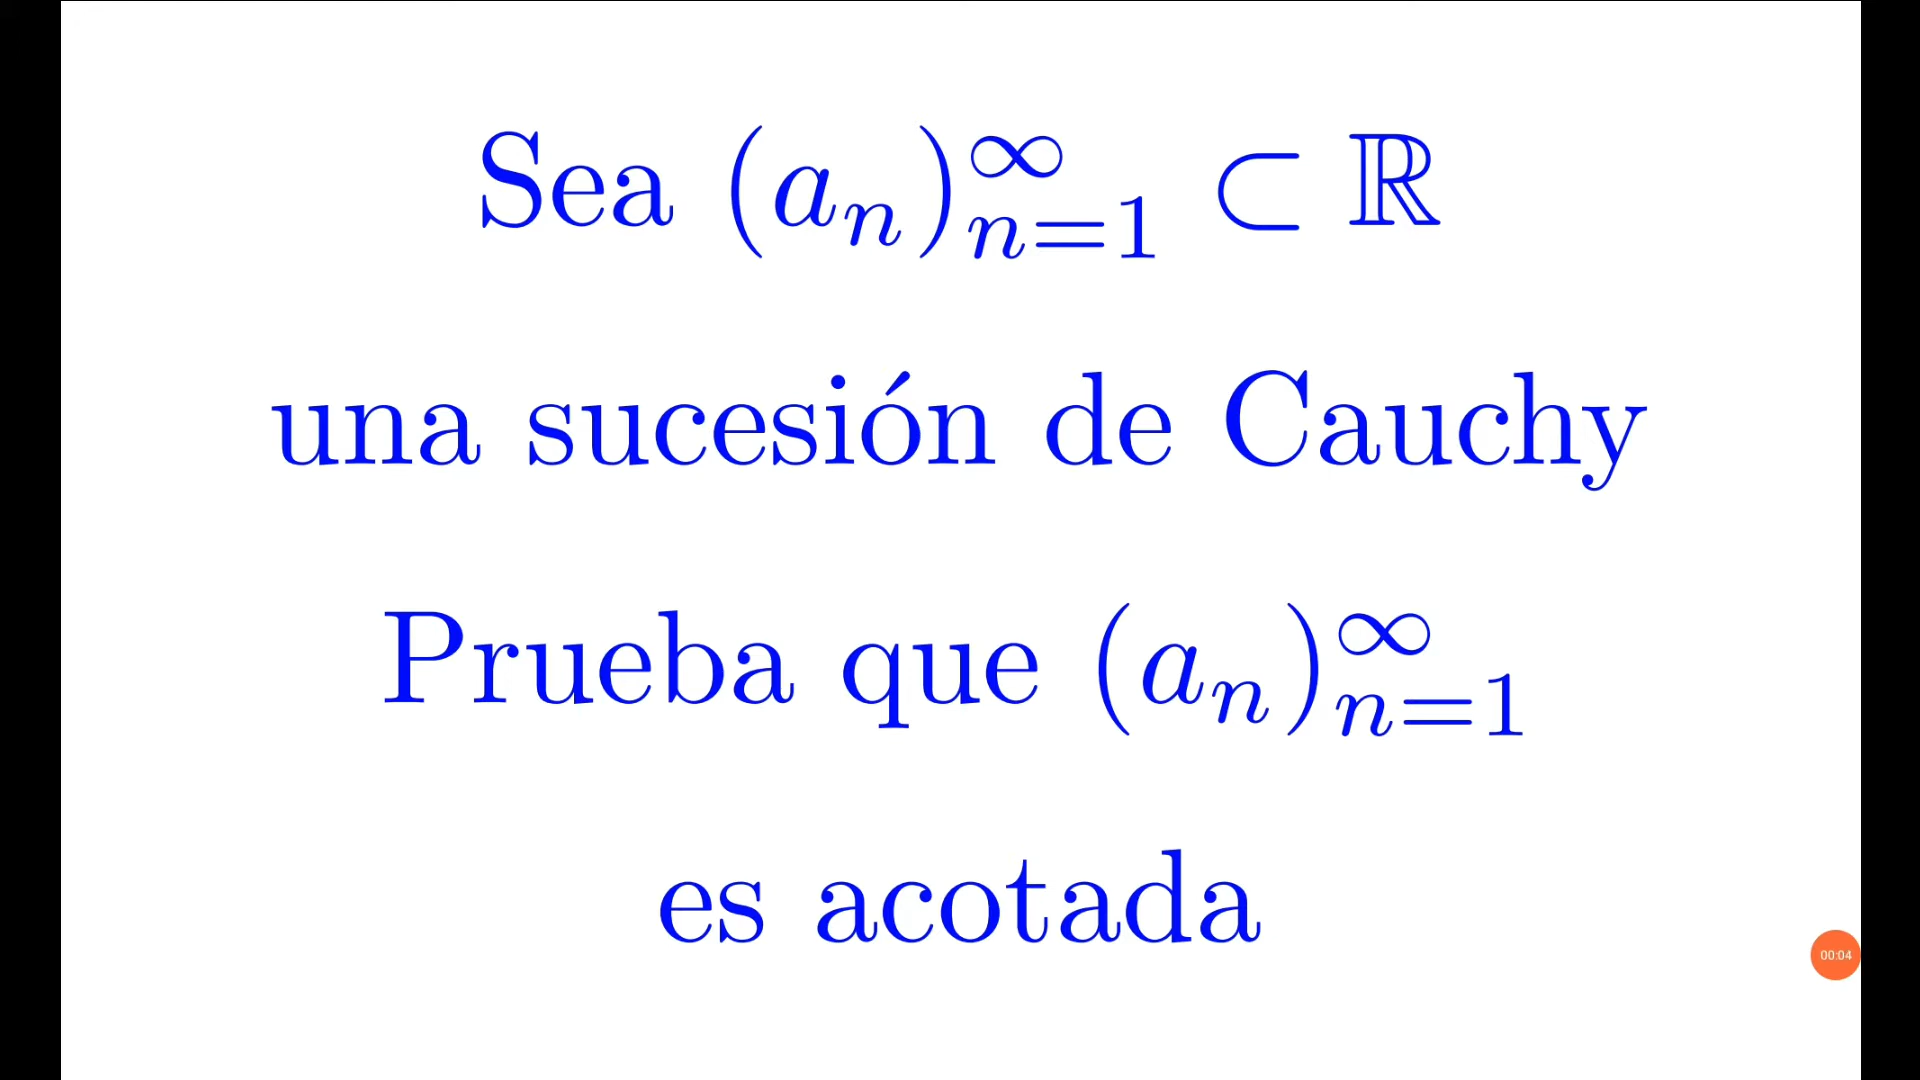 Sea $(a_n)_{n=1}^{\infty} \subset \mathbb{R}$
una sucesión de Cauchy
Prueba que $(a_n)_{n=1}^{\infty}$
es acotada
00:04